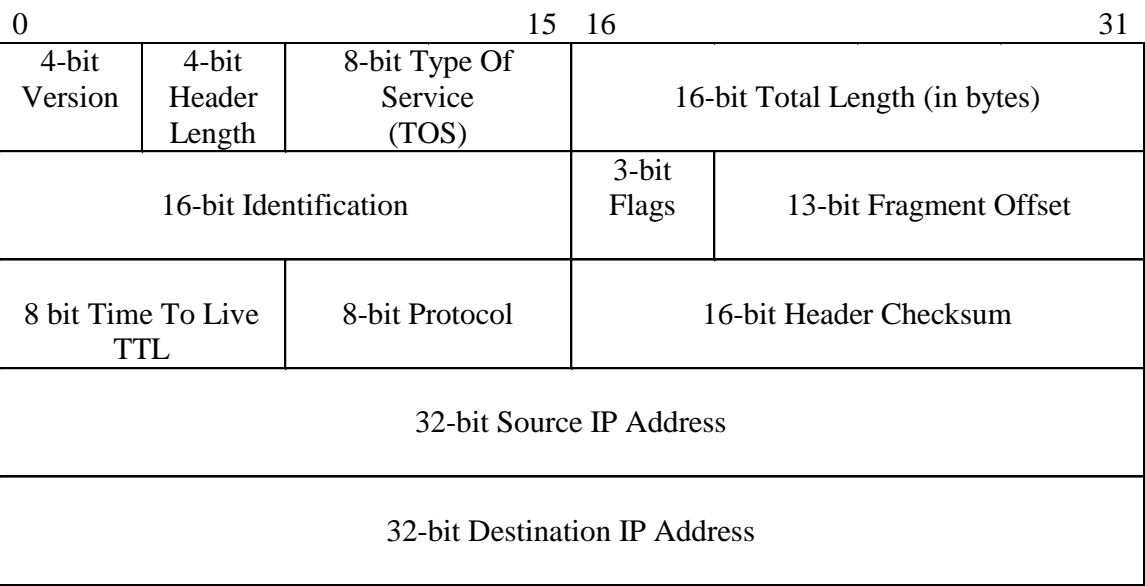 0 15 16 31
4-bit
Version
4-bit
Header
Length
8-bit Type Of
Service
(TOS)
16-bit Total Length (in bytes)
16-bit Identification
3-bit
Flags
13-bit Fragment Offset
8 bit Time To Live
TTL
8-bit Protocol
16-bit Header Checksum
32-bit Source IP Address
32-bit Destination IP Address